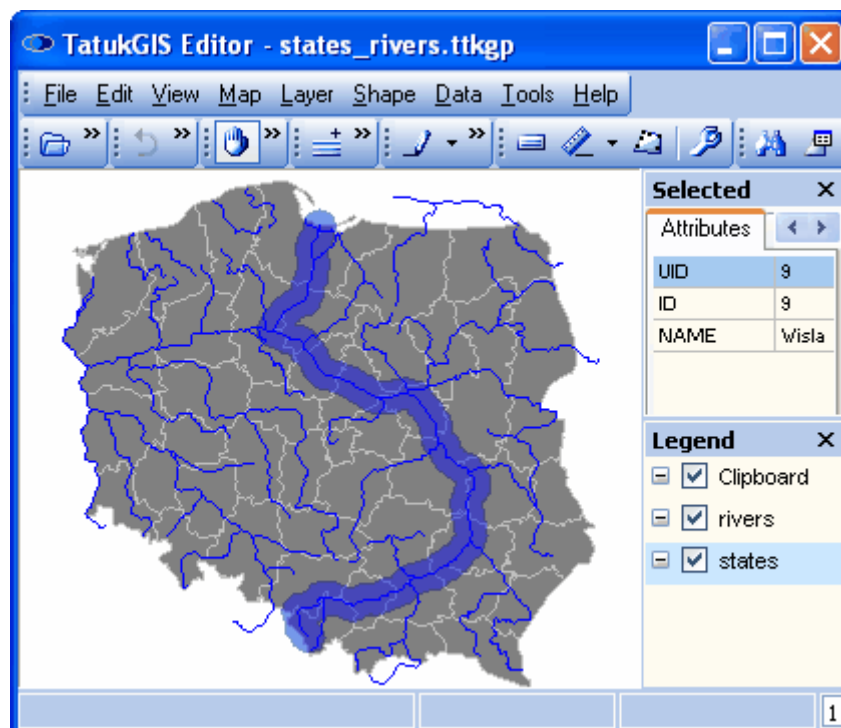 TatukGIS Editor - states_rivers.ttkgp
File Edit View Map Layer Shape Data Tools Help
Selected
Attributes
UID 9
ID 9
NAME Wisla
Legend
Clipboard
rivers
states
1